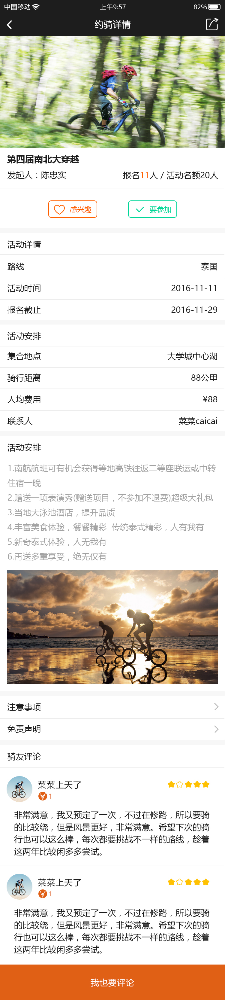 中国移动 上午9:57 82%
约骑详情
第四届南北大穿越
发起人：陈忠实 报名11人 / 活动名额20人
感兴趣 要参加
活动详情
路线 泰国
活动时间 2016-11-11
报名截止 2016-11-29
活动安排
集合地点 大学城中心湖
骑行距离 88公里
人均费用 ¥88
联系人 菜菜caicai
活动安排
1.南航航班可有机会获得等地高铁往返二等座联运或中转
住宿一晚
2.赠送一项表演秀(赠送项目，不参加不退费)超级大礼包
3.当地大泳池酒店，提升品质
4.丰富美食体验，餐餐精彩 传统泰式精彩，人有我有
5.新奇泰式体验，人无我有
6.再送多重享受，绝无仅有
注意事项
免责声明
骑友评论
菜菜上天了
1
非常满意，我又预定了一次，不过在修路，所以要骑
的比较绕，但是风景更好，非常满意。希望下次的骑
行也可以这么棒，每次都要挑战不一样的路线，趁着
这两年比较闲多多尝试。
菜菜上天了
1
非常满意，我又预定了一次，不过在修路，所以要骑
的比较绕，但是风景更好，非常满意。希望下次的骑
行也可以这么棒，每次都要挑战不一样的路线，趁着
这两年比较闲多多尝试。
我也要评论